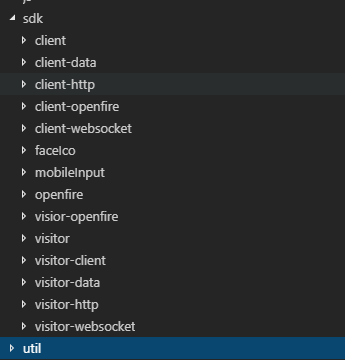 sdk
client
client-data
client-http
client-openfire
client-websocket
faceIco
mobileInput
openfire
visior-openfire
visitor
visitor-client
visitor-data
visitor-http
visitor-websocket
util